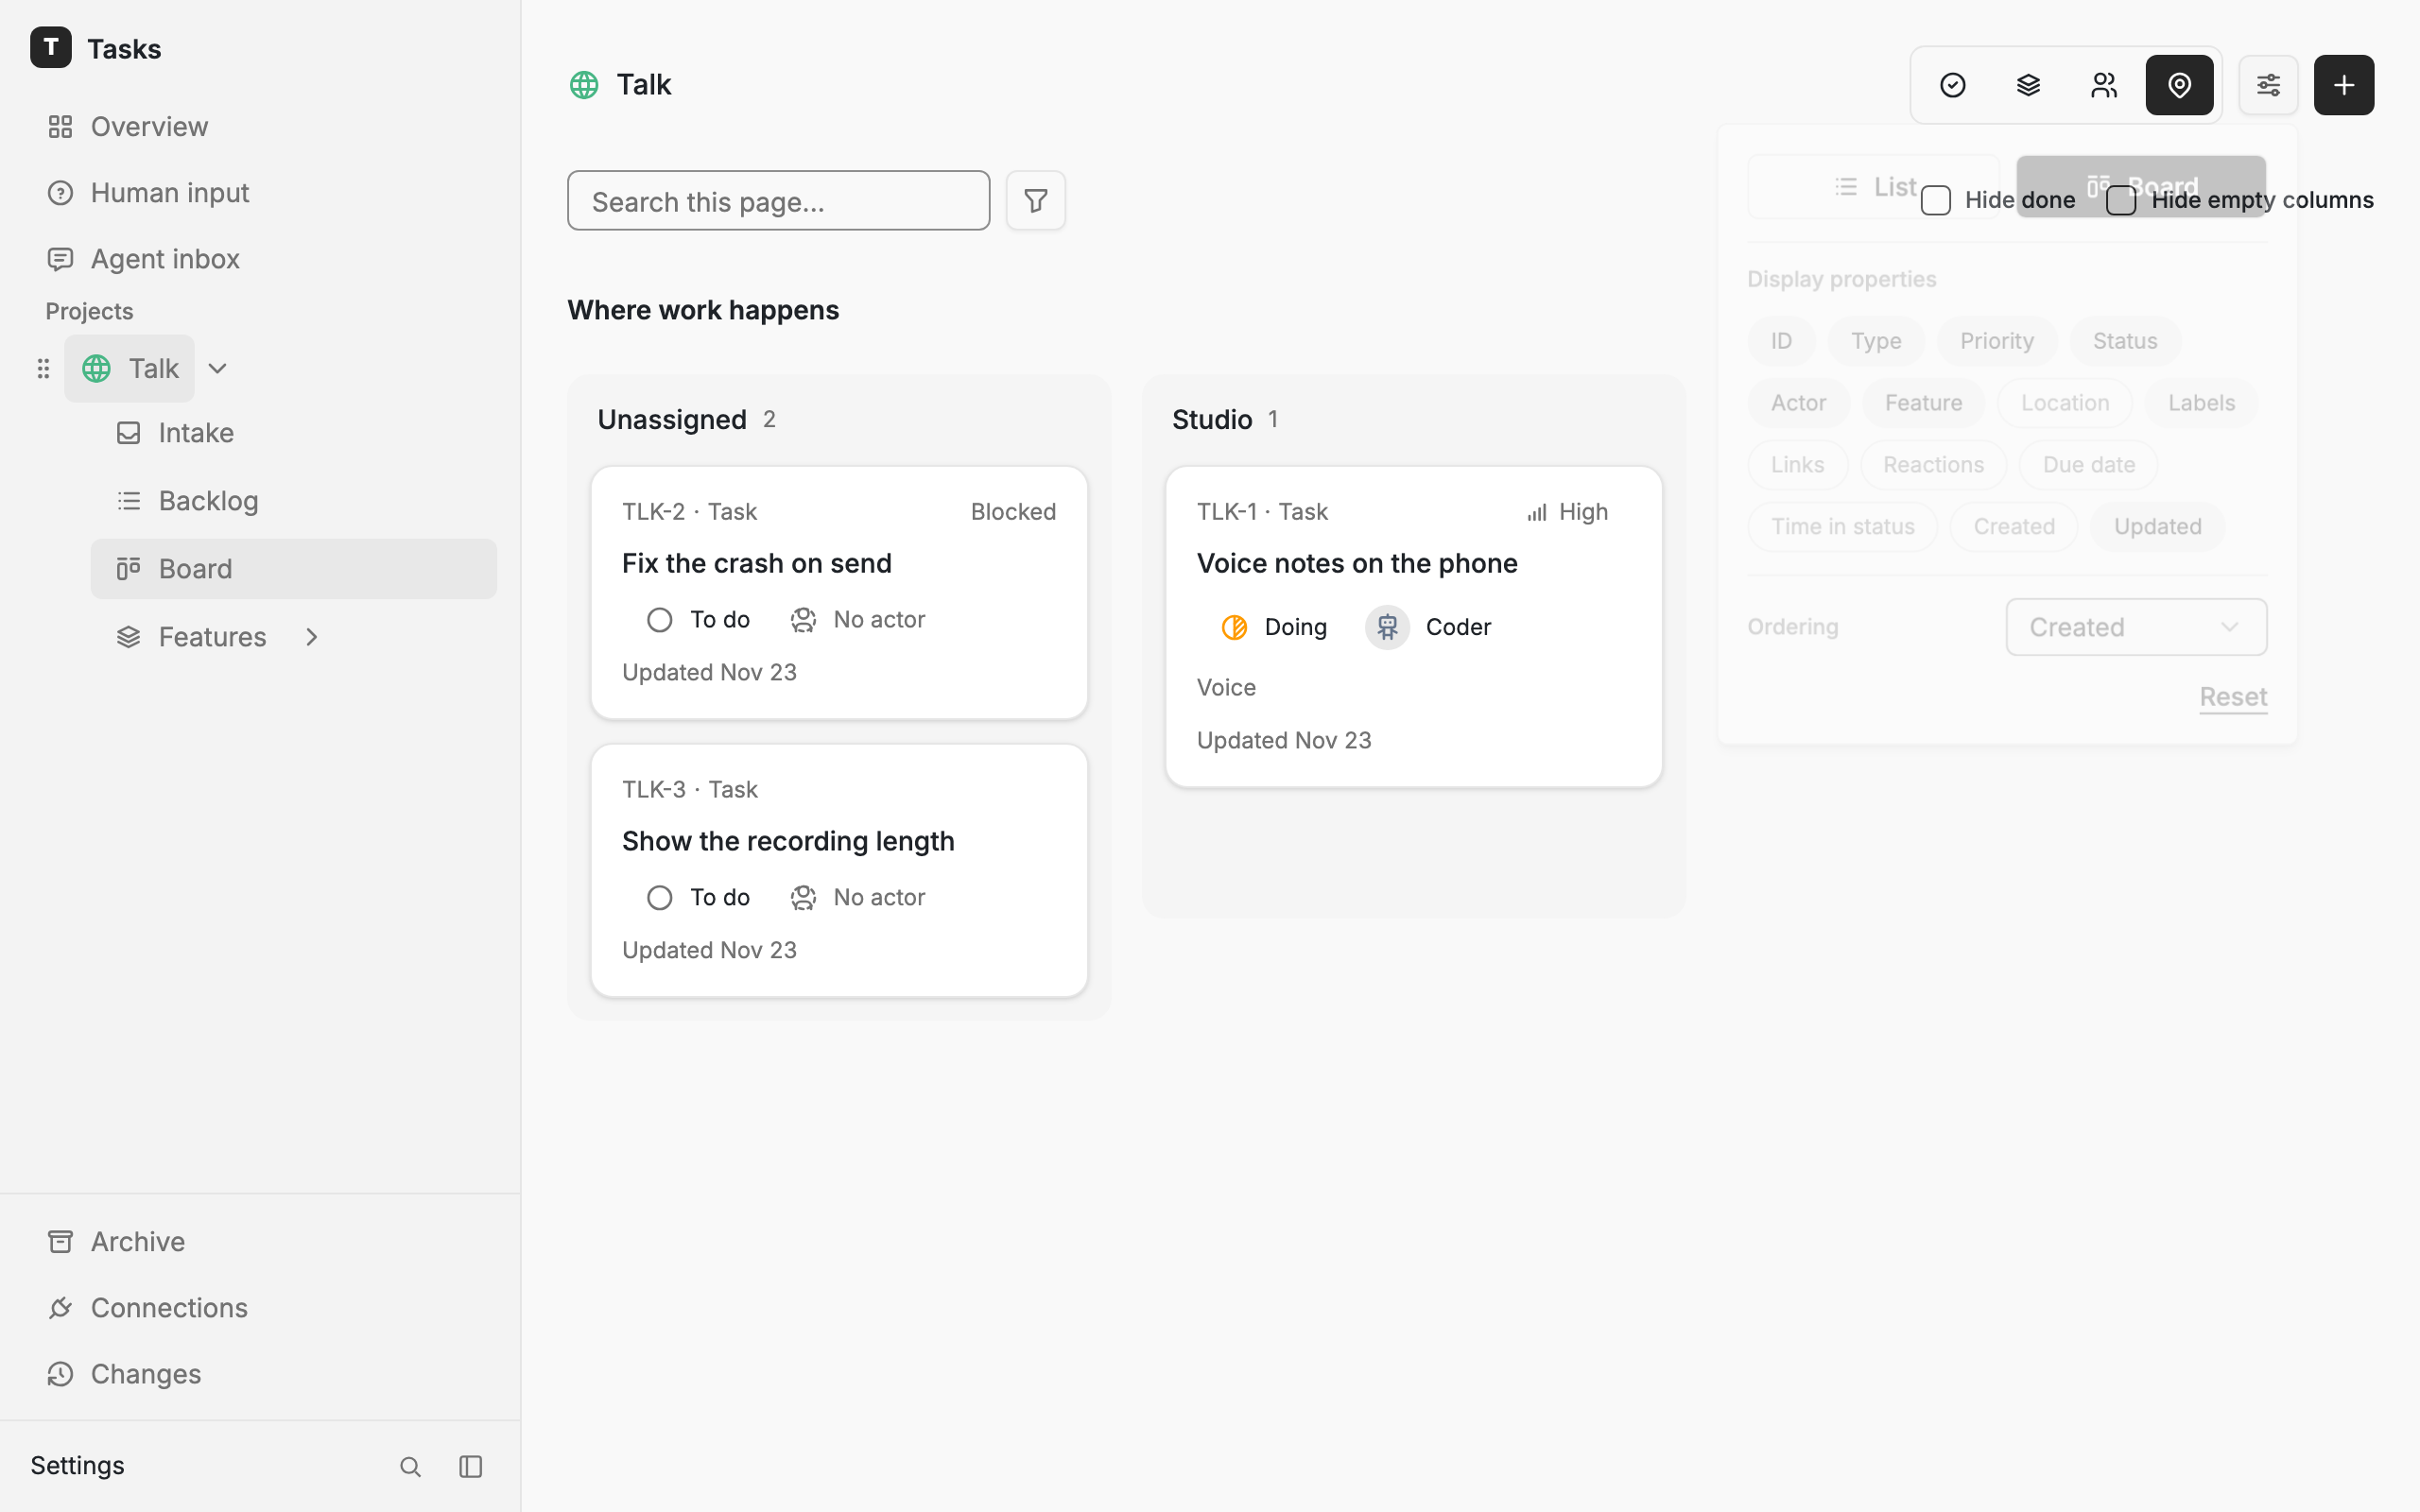 T Tasks
Overview
Human input
Agent inbox
Projects
Talk
Intake
Backlog
Board
Features
Archive
Connections
Changes
Settings
Talk
Search this page...
Hide done
Hide empty columns
Where work happens
Unassigned 2
TLK-2 · Task Blocked
Fix the crash on send
To do No actor
Updated Nov 23
TLK-3 · Task
Show the recording length
To do No actor
Updated Nov 23
Studio 1
TLK-1 · Task High
Voice notes on the phone
Doing Coder
Voice
Updated Nov 23
List Board
Display properties
ID Type Priority Status
Actor Feature Location Labels
Links Reactions Due date
Time in status Created Updated
Ordering Created
Reset